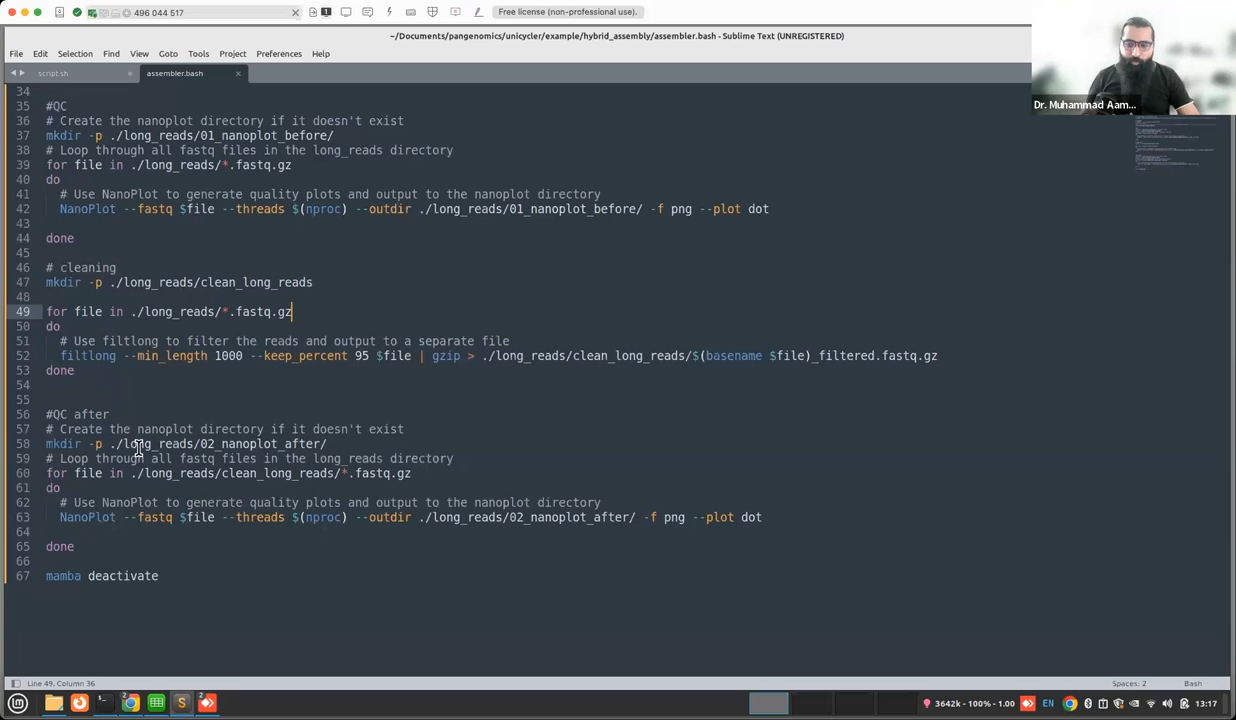 496 044 517
Free license (non-professional use).
~/Documents/pangenomics/unicycler/example/hybrid_assembly/assembler.bash - Sublime Text (UNREGISTERED)
File Edit Selection Find View Goto Tools Project Preferences Help
script.sh
assembler.bash
Dr. Muhammad Aam...
34
35 #QC
36 # Create the nanoplot directory if it doesn't exist
37 mkdir -p ./long_reads/01_nanoplot_before/
38 # Loop through all fastq files in the long_reads directory
39 for file in ./long_reads/*.fastq.gz
40 do
41 # Use NanoPlot to generate quality plots and output to the nanoplot directory
42 NanoPlot --fastq $file --threads $(nproc) --outdir ./long_reads/01_nanoplot_before/ -f png --plot dot
43
44 done
45
46 # cleaning
47 mkdir -p ./long_reads/clean_long_reads
48
49 for file in ./long_reads/*.fastq.gz
50 do
51 # Use filtlong to filter the reads and output to a separate file
52 filtlong --min_length 1000 --keep_percent 95 $file | gzip > ./long_reads/clean_long_reads/$(basename $file)_filtered.fastq.gz
53 done
54
55
56 #QC after
57 # Create the nanoplot directory if it doesn't exist
58 mkdir -p ./long_reads/02_nanoplot_after/
59 # Loop through all fastq files in the long_reads directory
60 for file in ./long_reads/clean_long_reads/*.fastq.gz
61 do
62 # Use NanoPlot to generate quality plots and output to the nanoplot directory
63 NanoPlot --fastq $file --threads $(nproc) --outdir ./long_reads/02_nanoplot_after/ -f png --plot dot
64
65 done
66
67 mamba deactivate
Line 49, Column 36
Spaces: 2
Bash
3642k - 100% - 1.00
EN
13:17